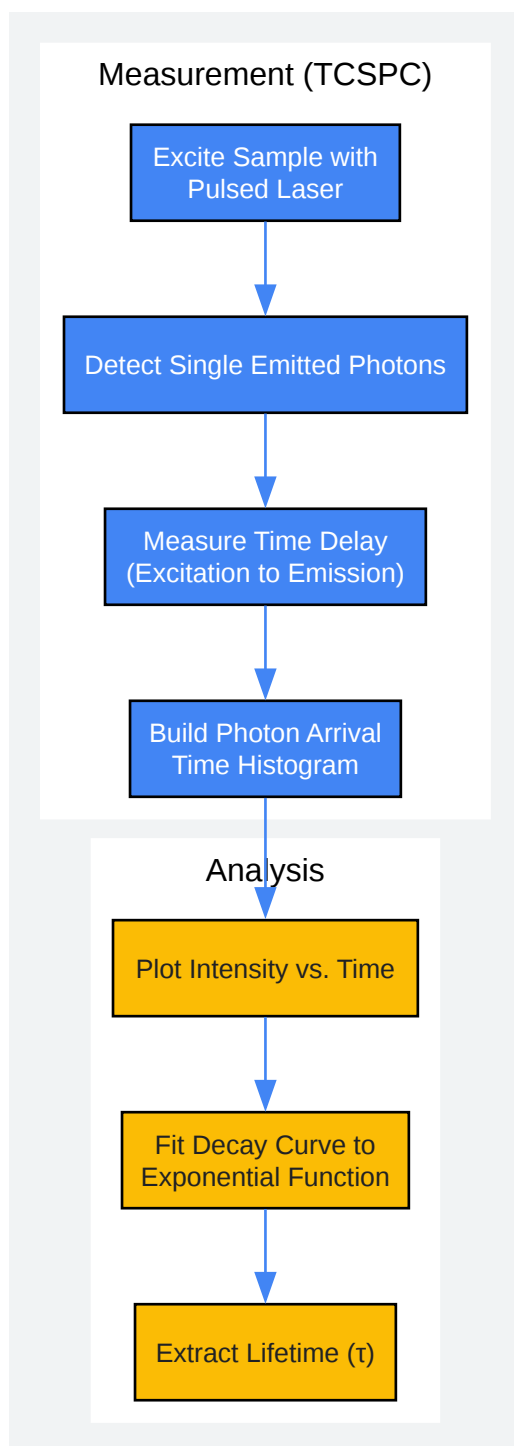 Measurement (TCSPC)
Excite Sample with
Pulsed Laser
Detect Single Emitted Photons
Measure Time Delay
(Excitation to Emission)
Build Photon Arrival
Time Histogram
Analysis
Plot Intensity vs. Time
Fit Decay Curve to
Exponential Function
Extract Lifetime (τ)